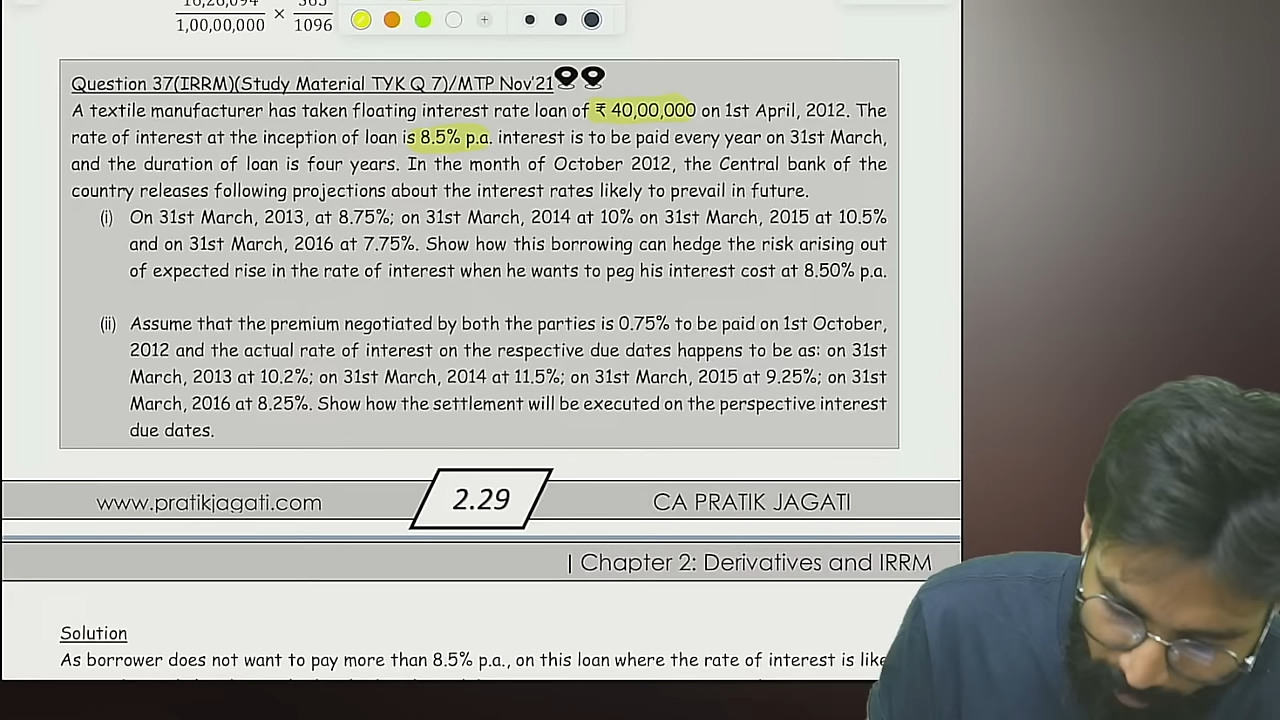 16,26,094 × 365
1,00,00,000 1096
Question 37(IRRM)(Study Material TYK Q 7)/MTP Nov'21
A textile manufacturer has taken floating interest rate loan of ₹ 40,00,000 on 1st April, 2012. The
rate of interest at the inception of loan is 8.5% p.a. interest is to be paid every year on 31st March,
and the duration of loan is four years. In the month of October 2012, the Central bank of the
country releases following projections about the interest rates likely to prevail in future.
(i) On 31st March, 2013, at 8.75%; on 31st March, 2014 at 10% on 31st March, 2015 at 10.5%
and on 31st March, 2016 at 7.75%. Show how this borrowing can hedge the risk arising out
of expected rise in the rate of interest when he wants to peg his interest cost at 8.50% p.a.
(ii) Assume that the premium negotiated by both the parties is 0.75% to be paid on 1st October,
2012 and the actual rate of interest on the respective due dates happens to be as: on 31st
March, 2013 at 10.2%; on 31st March, 2014 at 11.5%; on 31st March, 2015 at 9.25%; on 31st
March, 2016 at 8.25%. Show how the settlement will be executed on the perspective interest
due dates.
www.pratikjagati.com 2.29 CA PRATIK JAGATI
| Chapter 2: Derivatives and IRRM
Solution
As borrower does not want to pay more than 8.5% p.a., on this loan where the rate of interest is like